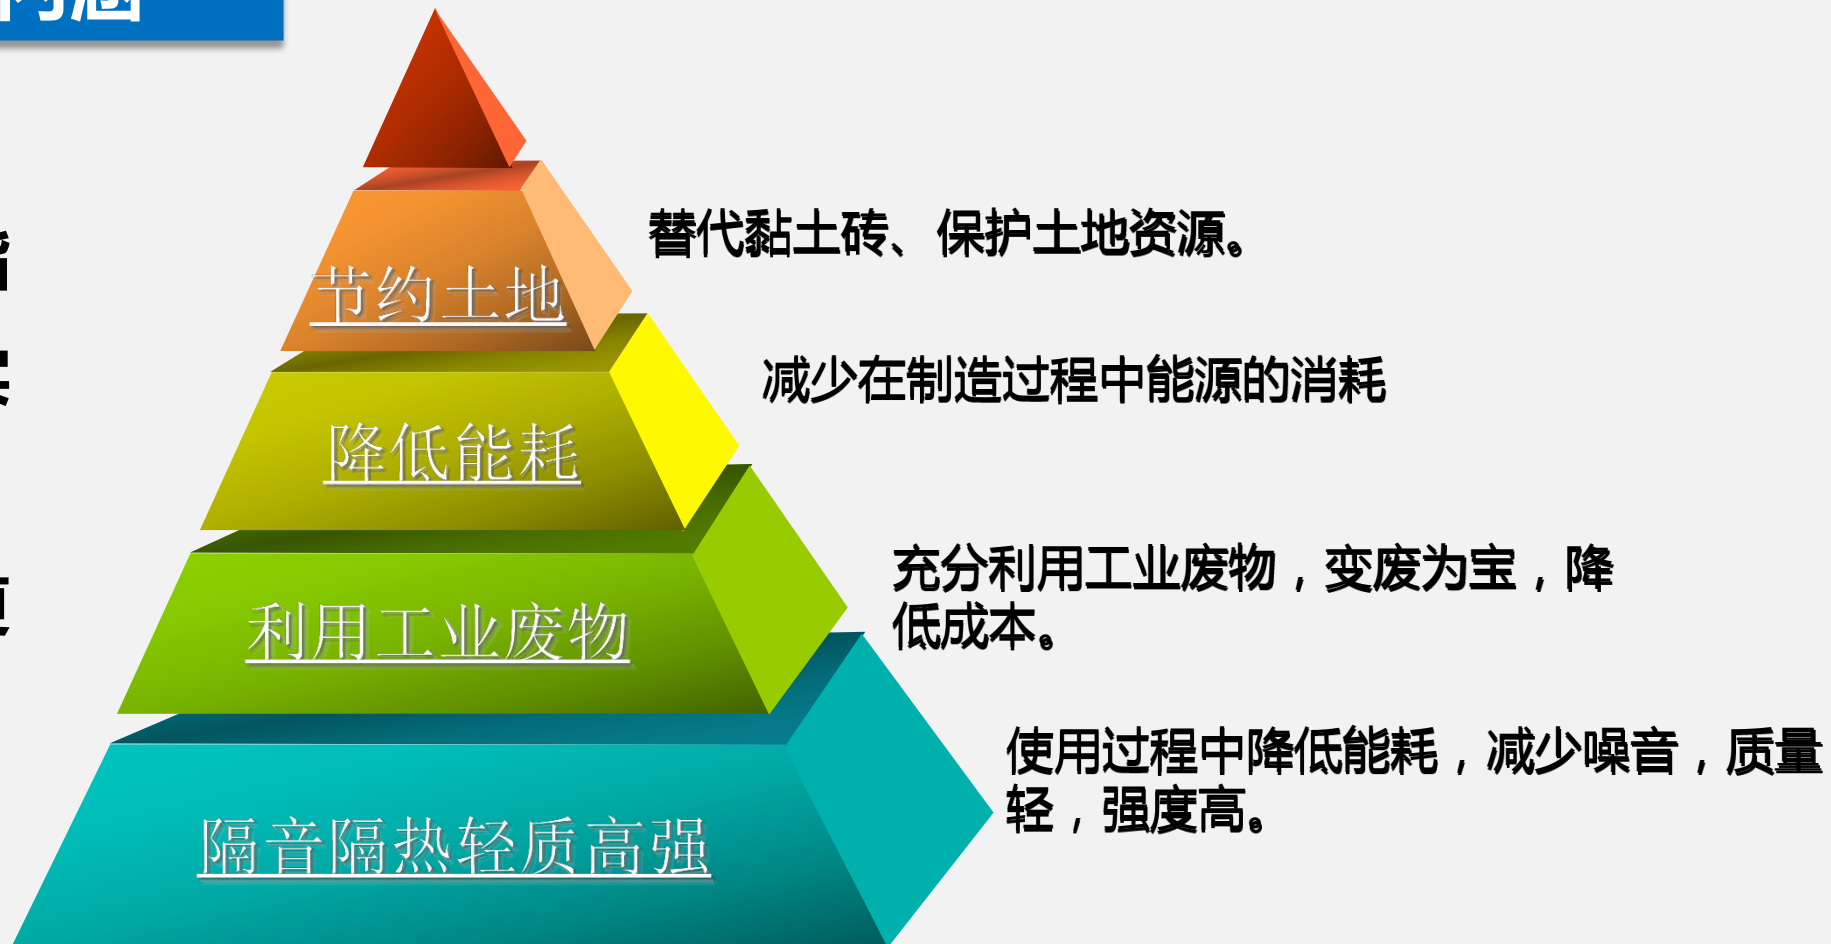 内涵
替代黏土砖、保护土地资源。
节约土地
减少在制造过程中能源的消耗
降低能耗
充分利用工业废物，变废为宝，降
低成本。
利用工业废物
使用过程中降低能耗，减少噪音，质量
轻，强度高。
隔音隔热轻质高强